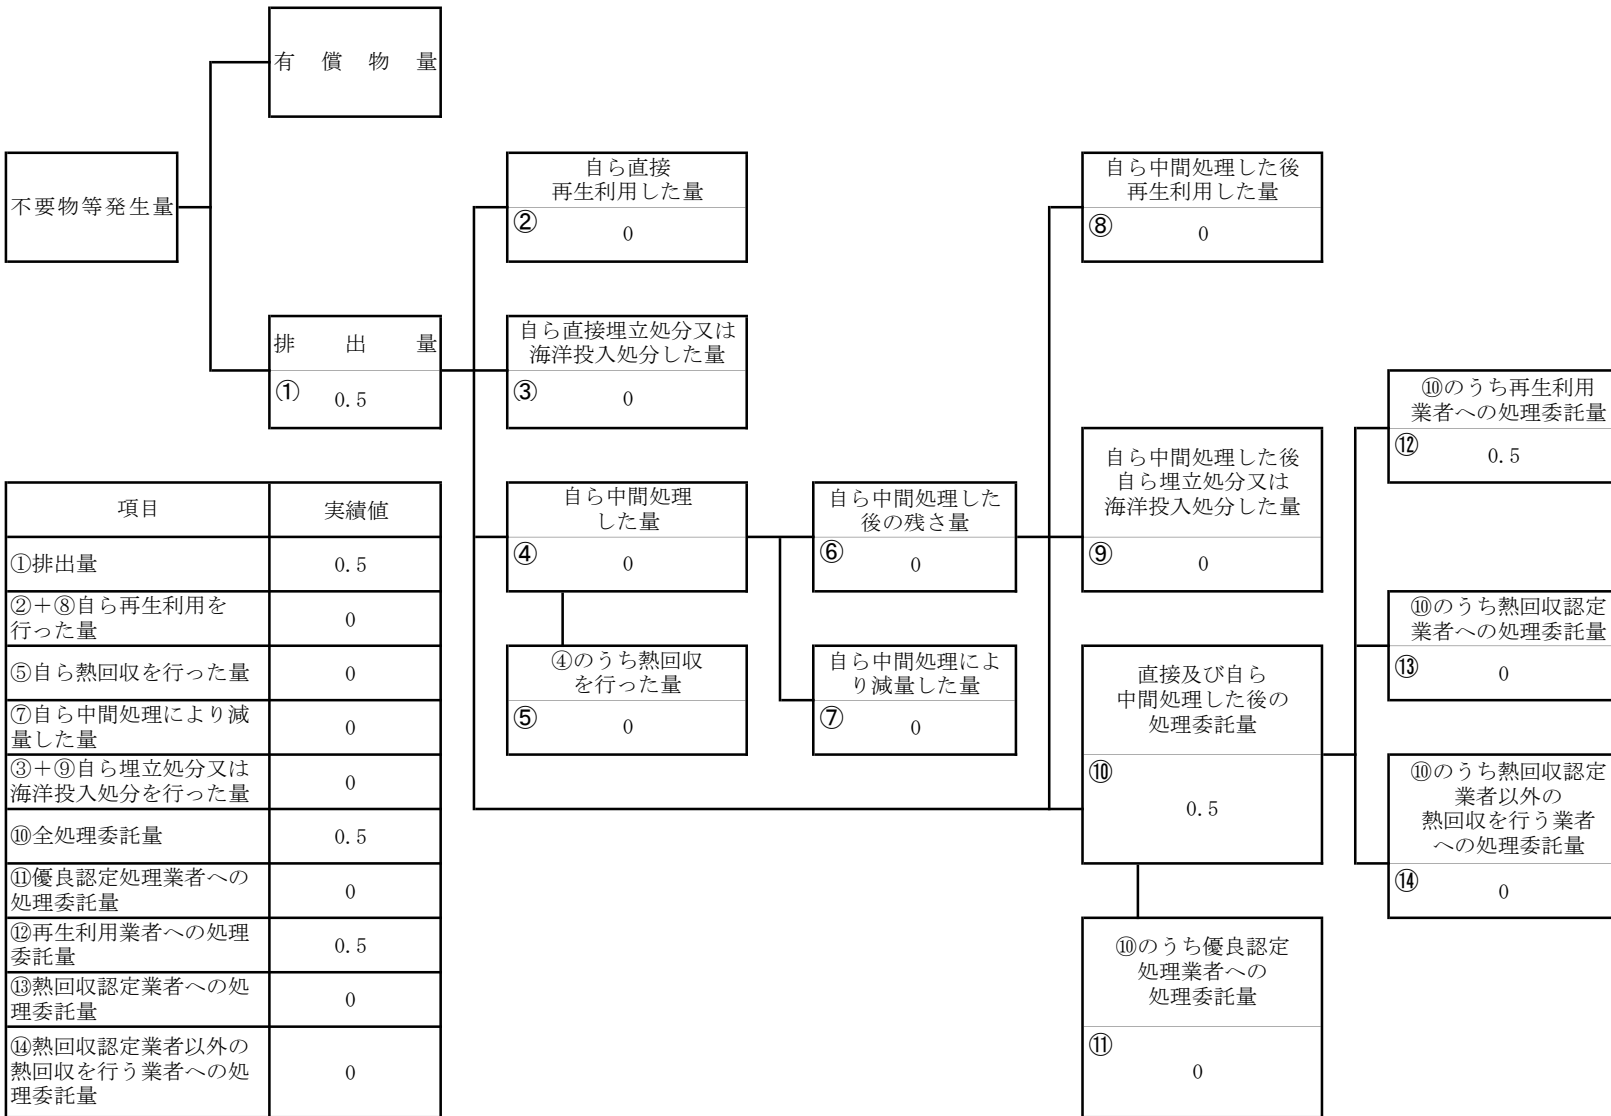 有償物量
不要物等発生量
排出量
① 0.5
自ら直接
再生利用した量
② 0
自ら直接埋立処分又は
海洋投入処分した量
③ 0
自ら中間処理
した量
④ 0
④のうち熱回収
を行った量
⑤ 0
自ら中間処理した
後の残さ量
⑥ 0
自ら中間処理によ
り減量した量
⑦ 0
自ら中間処理した後
再生利用した量
⑧ 0
自ら中間処理した後
自ら埋立処分又は
海洋投入処分した量
⑨ 0
直接及び自ら
中間処理した後の
処理委託量
⑩
0.5
⑩のうち優良認定
処理業者への
処理委託量
⑪
0
⑩のうち再生利用
業者への処理委託量
⑫ 0.5
⑩のうち熱回収認定
業者への処理委託量
⑬ 0
⑩のうち熱回収認定
業者以外の
熱回収を行う業者
への処理委託量
⑭ 0
項目 実績値
①排出量 0.5
②+⑧自ら再生利用を
行った量 0
⑤自ら熱回収を行った量 0
⑦自ら中間処理により減
量した量 0
③+⑨自ら埋立処分又は
海洋投入処分を行った量 0
⑩全処理委託量 0.5
⑪優良認定処理業者への
処理委託量 0
⑫再生利用業者への処理
委託量 0.5
⑬熱回収認定業者への処
理委託量 0
⑭熱回収認定業者以外の
熱回収を行う業者への処
理委託量 0